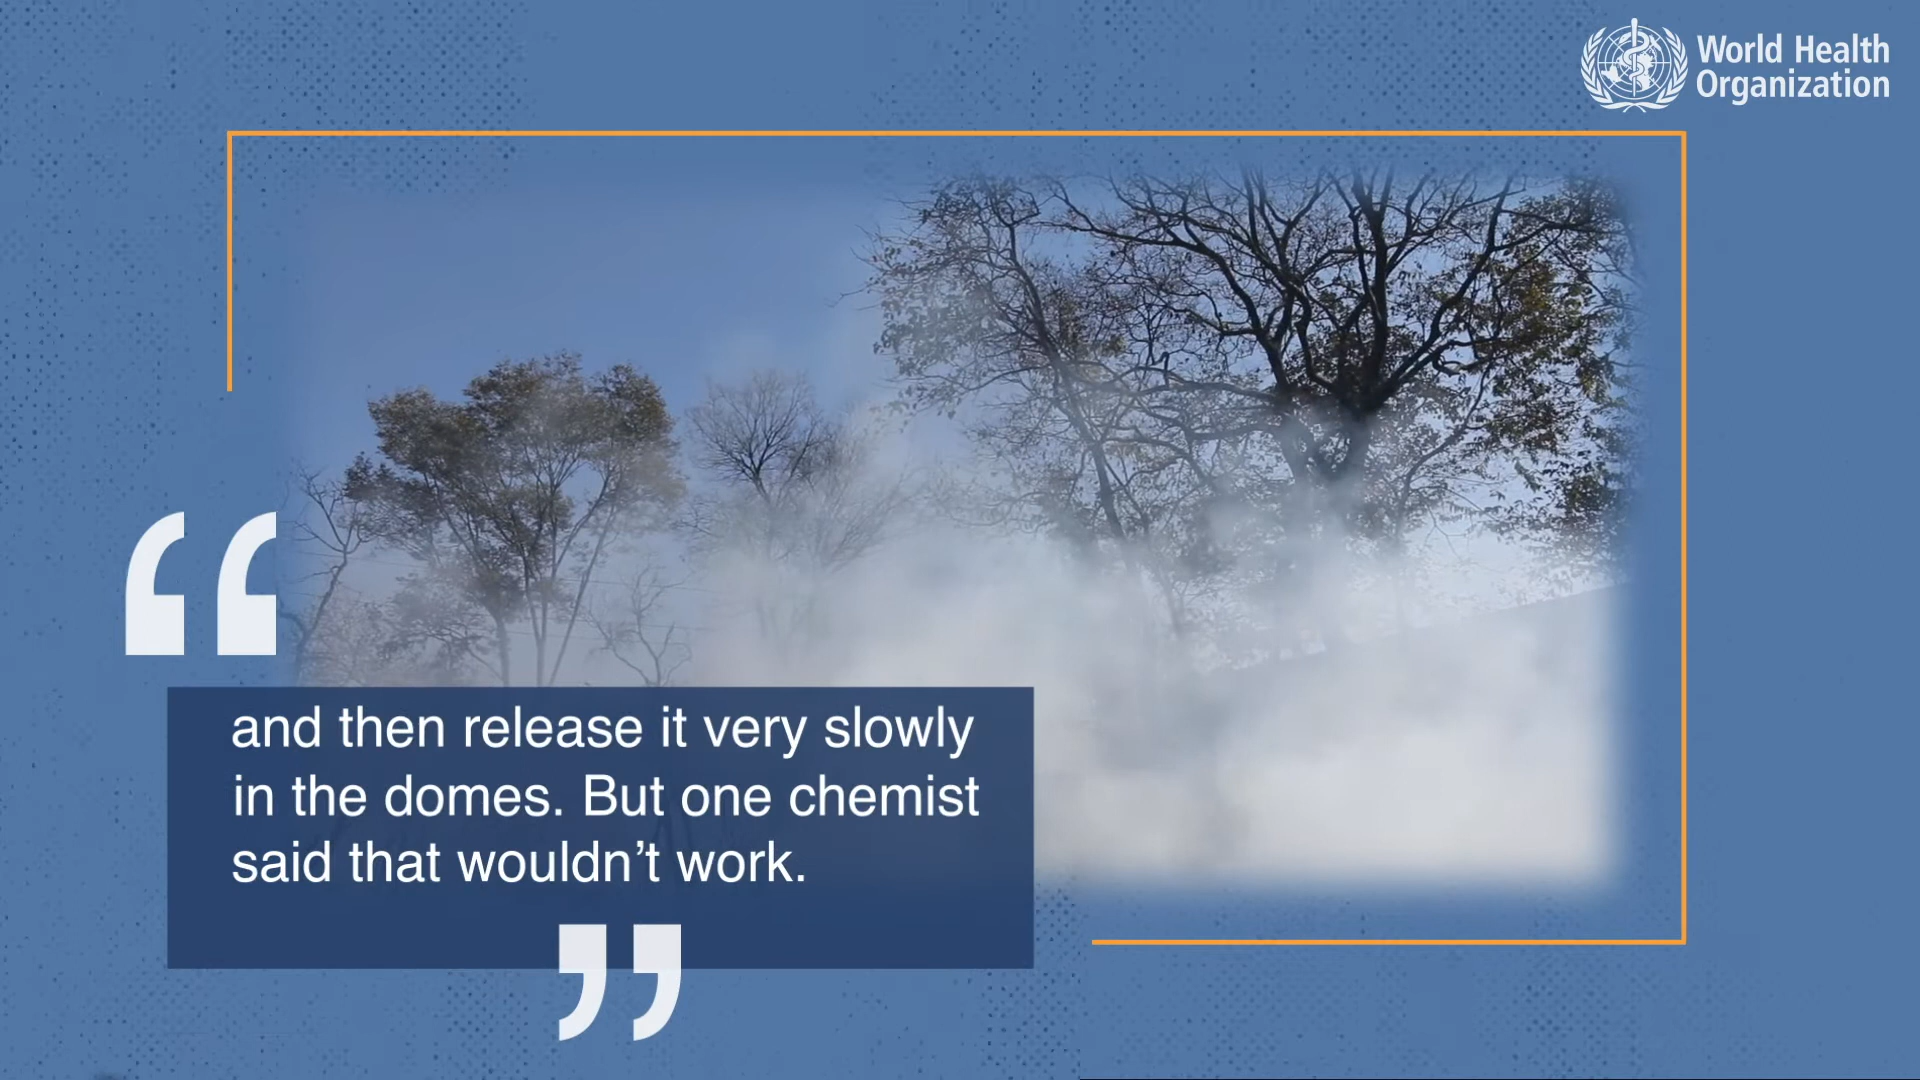 World Health
Organization
“
and then release it very slowly
in the domes. But one chemist
said that wouldn’t work.
”